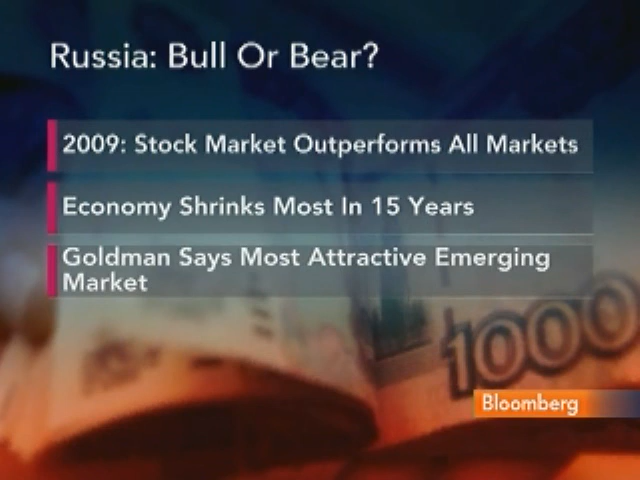 Russia: Bull Or Bear?
2009: Stock Market Outperforms All Markets
Economy Shrinks Most In 15 Years
Goldman Says Most Attractive Emerging
Market
1000
Bloomberg